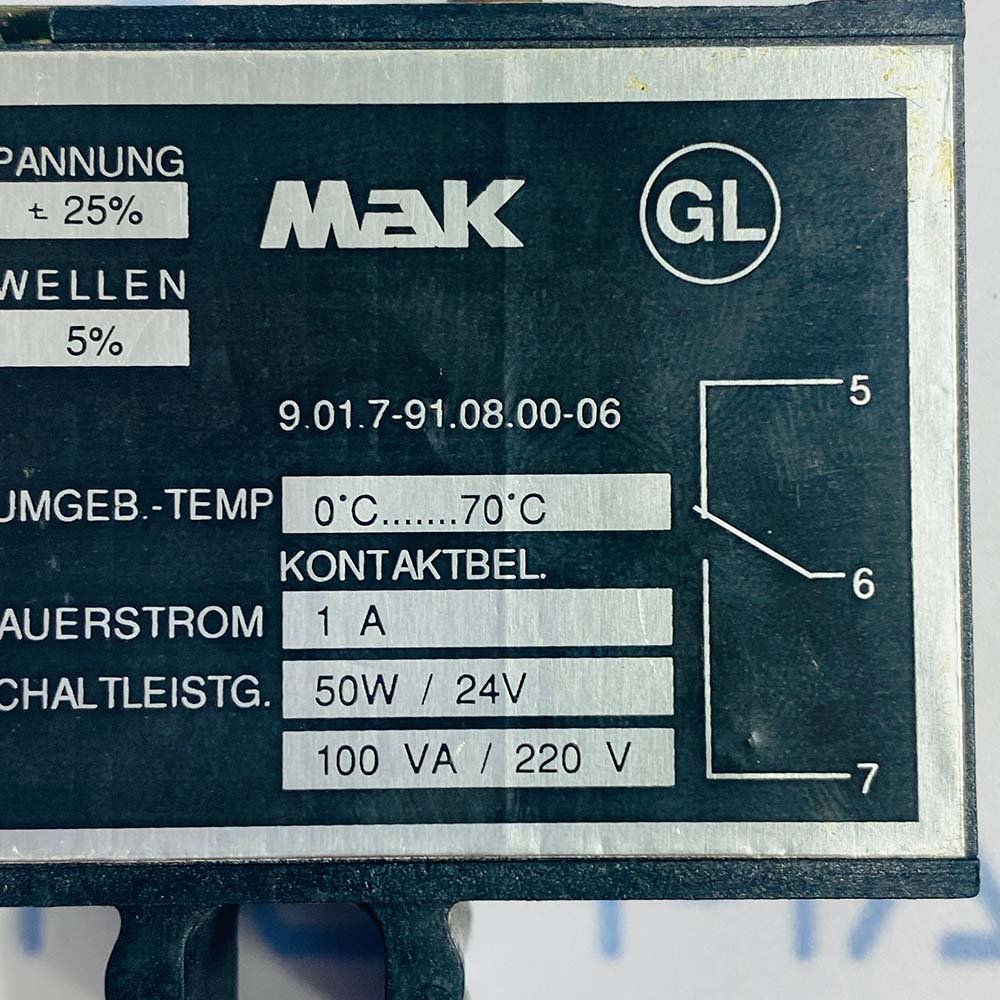 PANNUNG
± 25%
MaK
GL
WELLEN
5%
9.01.7-91.08.00-06
5
UMGEB.-TEMP 0°C.......70°C
KONTAKTBEL.
6
AUERSTROM 1 A
CHALTLEISTG. 50W / 24V
100 VA / 220 V
7